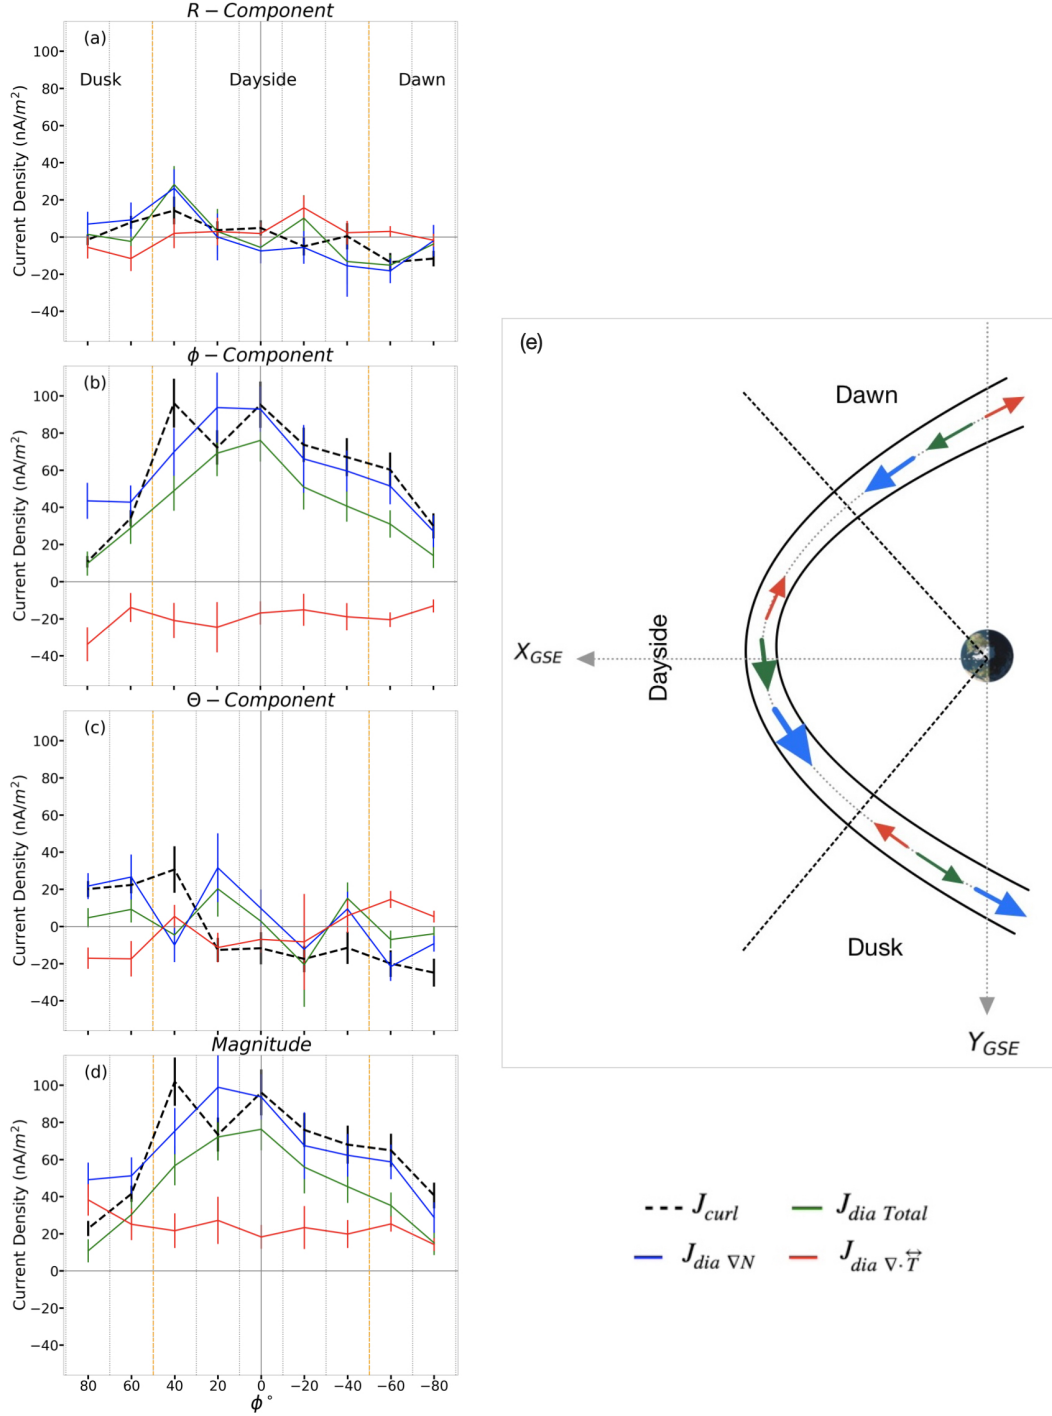 R – Component
(a)
Dusk
Dayside
Dawn
Current Density (nA/m²)
100
80
60
40
20
0
−20
−40
ϕ – Component
(b)
Current Density (nA/m²)
100
80
60
40
20
0
−20
−40
Θ – Component
(c)
Current Density (nA/m²)
100
80
60
40
20
0
−20
−40
Magnitude
(d)
Current Density (nA/m²)
100
80
60
40
20
0
−20
−40
80 60 40 20 0 −20 −40 −60 −80
ϕ°
(e)
Dawn
X_GSE
Dayside
Dusk
Y_GSE
J_curl
J_dia Total
J_dia ∇N
J_dia ∇·T⃡